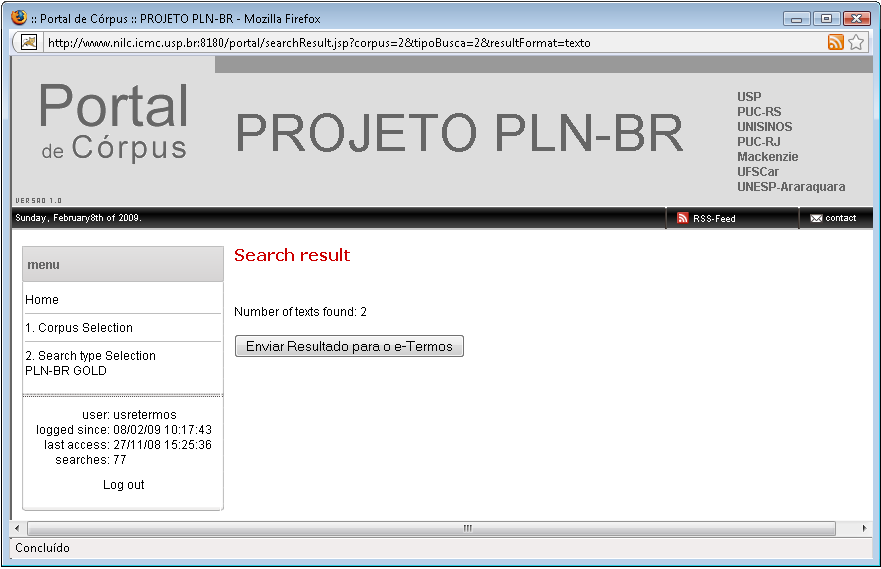 :: Portal de Córpus :: PROJETO PLN-BR - Mozilla Firefox
http://www.nilc.icmc.usp.br:8180/portal/searchResult.jsp?corpus=2&tipoBusca=2&resultFormat=texto
Portal
de Córpus
VERSÃO 1.0
PROJETO PLN-BR
USP
PUC-RS
UNISINOS
PUC-RJ
Mackenzie
UFSCar
UNESP-Araraquara
Sunday, February8th of 2009.
RSS-Feed
contact
menu
Home
1. Corpus Selection
2. Search type Selection
PLN-BR GOLD
user: usretermos
logged since: 08/02/09 10:17:43
last access: 27/11/08 15:25:36
searches: 77
Log out
Search result
Number of texts found: 2
Enviar Resultado para o e-Termos
Concluído